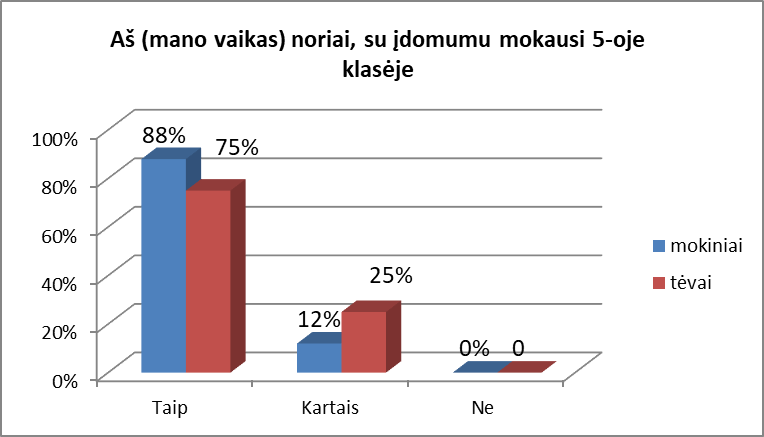 Aš (mano vaikas) noriai, su įdomumu mokausi 5-oje
klasėje
100%
80%
60%
40%
20%
0%
88%
75%
12%
25%
0%
0
Taip
Kartais
Ne
mokiniai
tėvai